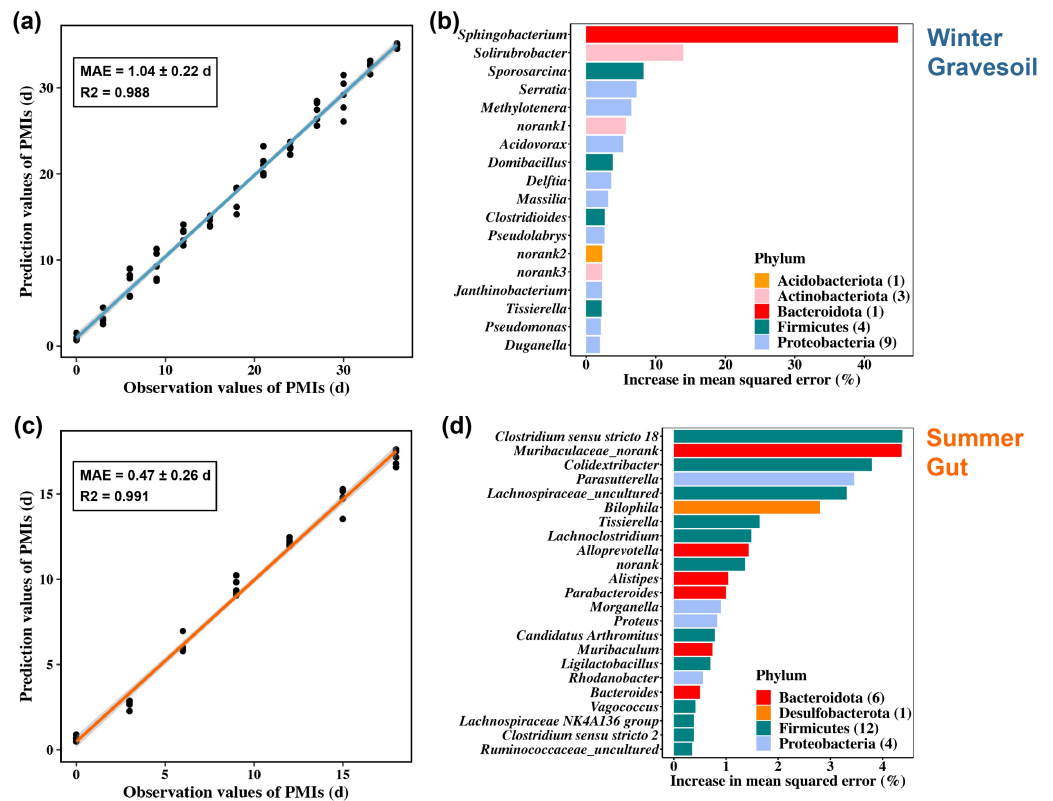 (a)
MAE = 1.04 ± 0.22 d
R2 = 0.988
Prediction values of PMIs (d)
30
20
10
0
0
10
20
30
Observation values of PMIs (d)
(b)
Sphingobacterium
Solirubrobacter
Sporosarcina
Serratia
Methylotenera
norank1
Acidovorax
Domibacillus
Delftia
Massilia
Clostridioides
Pseudolabrys
norank2
norank3
Janthinobacterium
Tissierella
Pseudomonas
Duganella
Phylum
Acidobacteriota (1)
Actinobacteriota (3)
Bacteroidota (1)
Firmicutes (4)
Proteobacteria (9)
0
10
20
30
40
Increase in mean squared error (%)
Winter
Gravesoil
(c)
MAE = 0.47 ± 0.26 d
R2 = 0.991
Prediction values of PMIs (d)
15
10
5
0
0
5
10
15
Observation values of PMIs (d)
(d)
Clostridium sensu stricto 18
Muribaculaceae_norank
Colidextribacter
Parasutterella
Lachnospiraceae_uncultured
Bilophila
Tissierella
Lachnoclostridium
Alloprevotella
norank
Alistipes
Parabacteroides
Morganella
Proteus
Candidatus Arthromitus
Muribaculum
Ligilactobacillus
Rhodanobacter
Bacteroides
Vagococcus
Lachnospiraceae NK4A136 group
Clostridium sensu stricto 2
Ruminococcaceae_uncultured
Phylum
Bacteroidota (6)
Desulfobacterota (1)
Firmicutes (12)
Proteobacteria (4)
0
1
2
3
4
Increase in mean squared error (%)
Summer
Gut